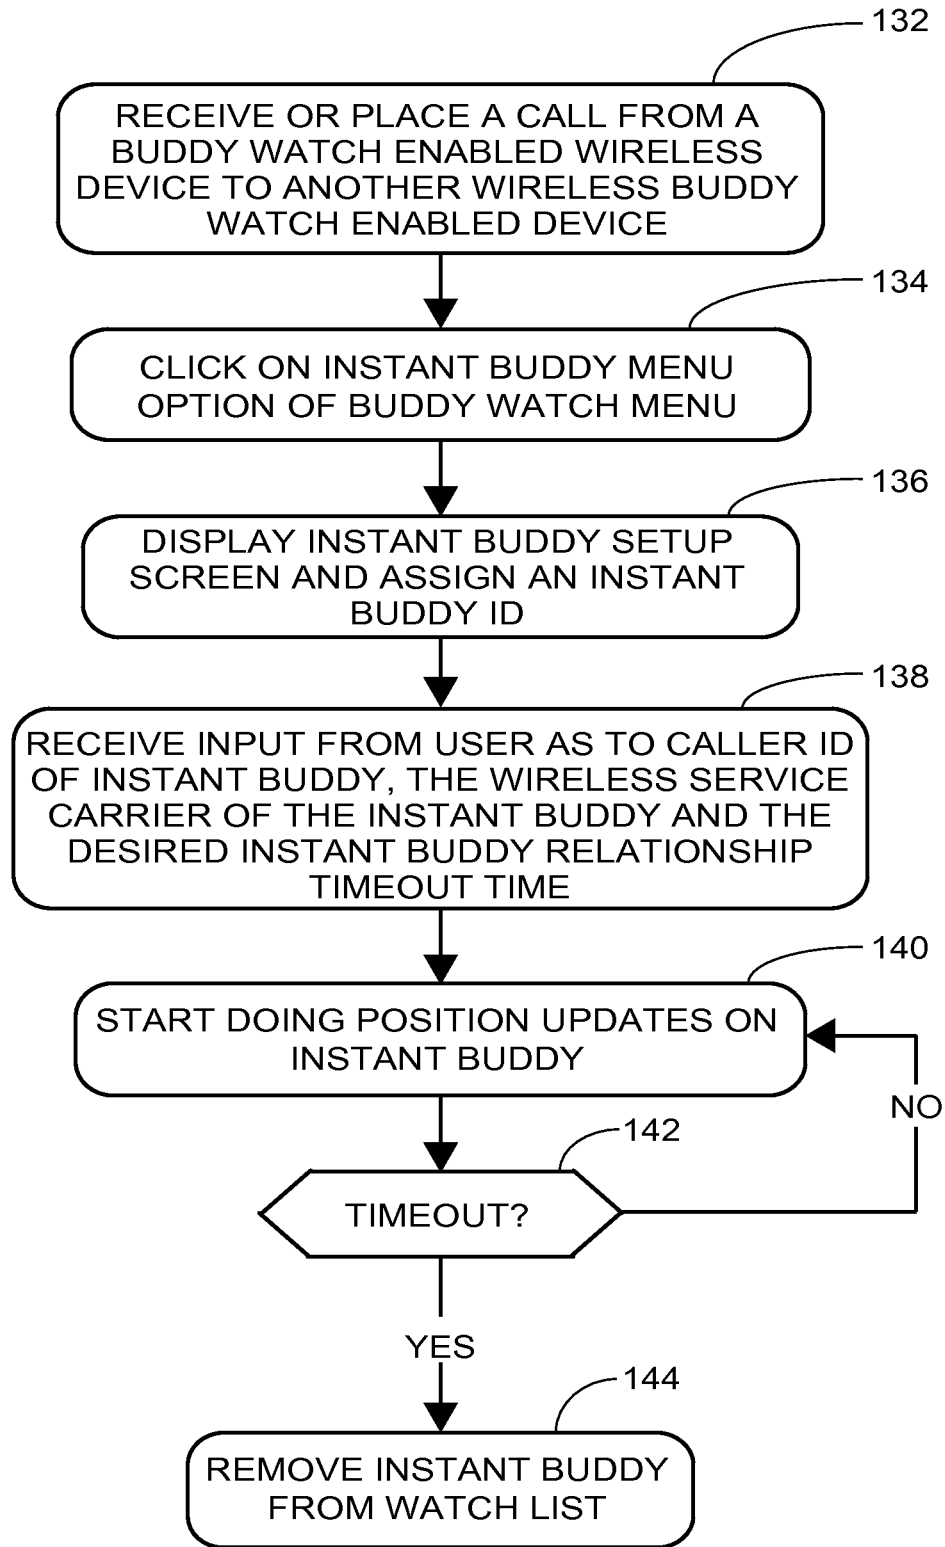 132
RECEIVE OR PLACE A CALL FROM A
BUDDY WATCH ENABLED WIRELESS
DEVICE TO ANOTHER WIRELESS BUDDY
WATCH ENABLED DEVICE
134
CLICK ON INSTANT BUDDY MENU
OPTION OF BUDDY WATCH MENU
136
DISPLAY INSTANT BUDDY SETUP
SCREEN AND ASSIGN AN INSTANT
BUDDY ID
138
RECEIVE INPUT FROM USER AS TO CALLER ID
OF INSTANT BUDDY, THE WIRELESS SERVICE
CARRIER OF THE INSTANT BUDDY AND THE
DESIRED INSTANT BUDDY RELATIONSHIP
TIMEOUT TIME
140
START DOING POSITION UPDATES ON
INSTANT BUDDY
NO
142
TIMEOUT?
YES
144
REMOVE INSTANT BUDDY
FROM WATCH LIST